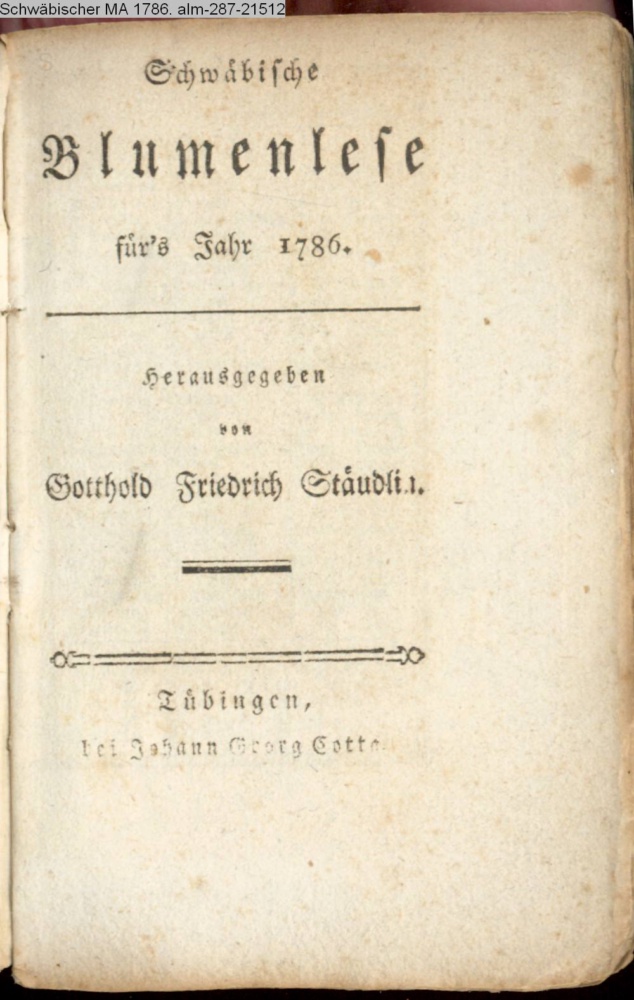 Schwäbischer MA 1786. alm-287-21512
Schwäbische
Blumenlese
für's Jahr 1786.
Herausgegeben
von
Gotthold Friedrich Stäudlin.
Tübingen,
bei Johann Georg Cotta